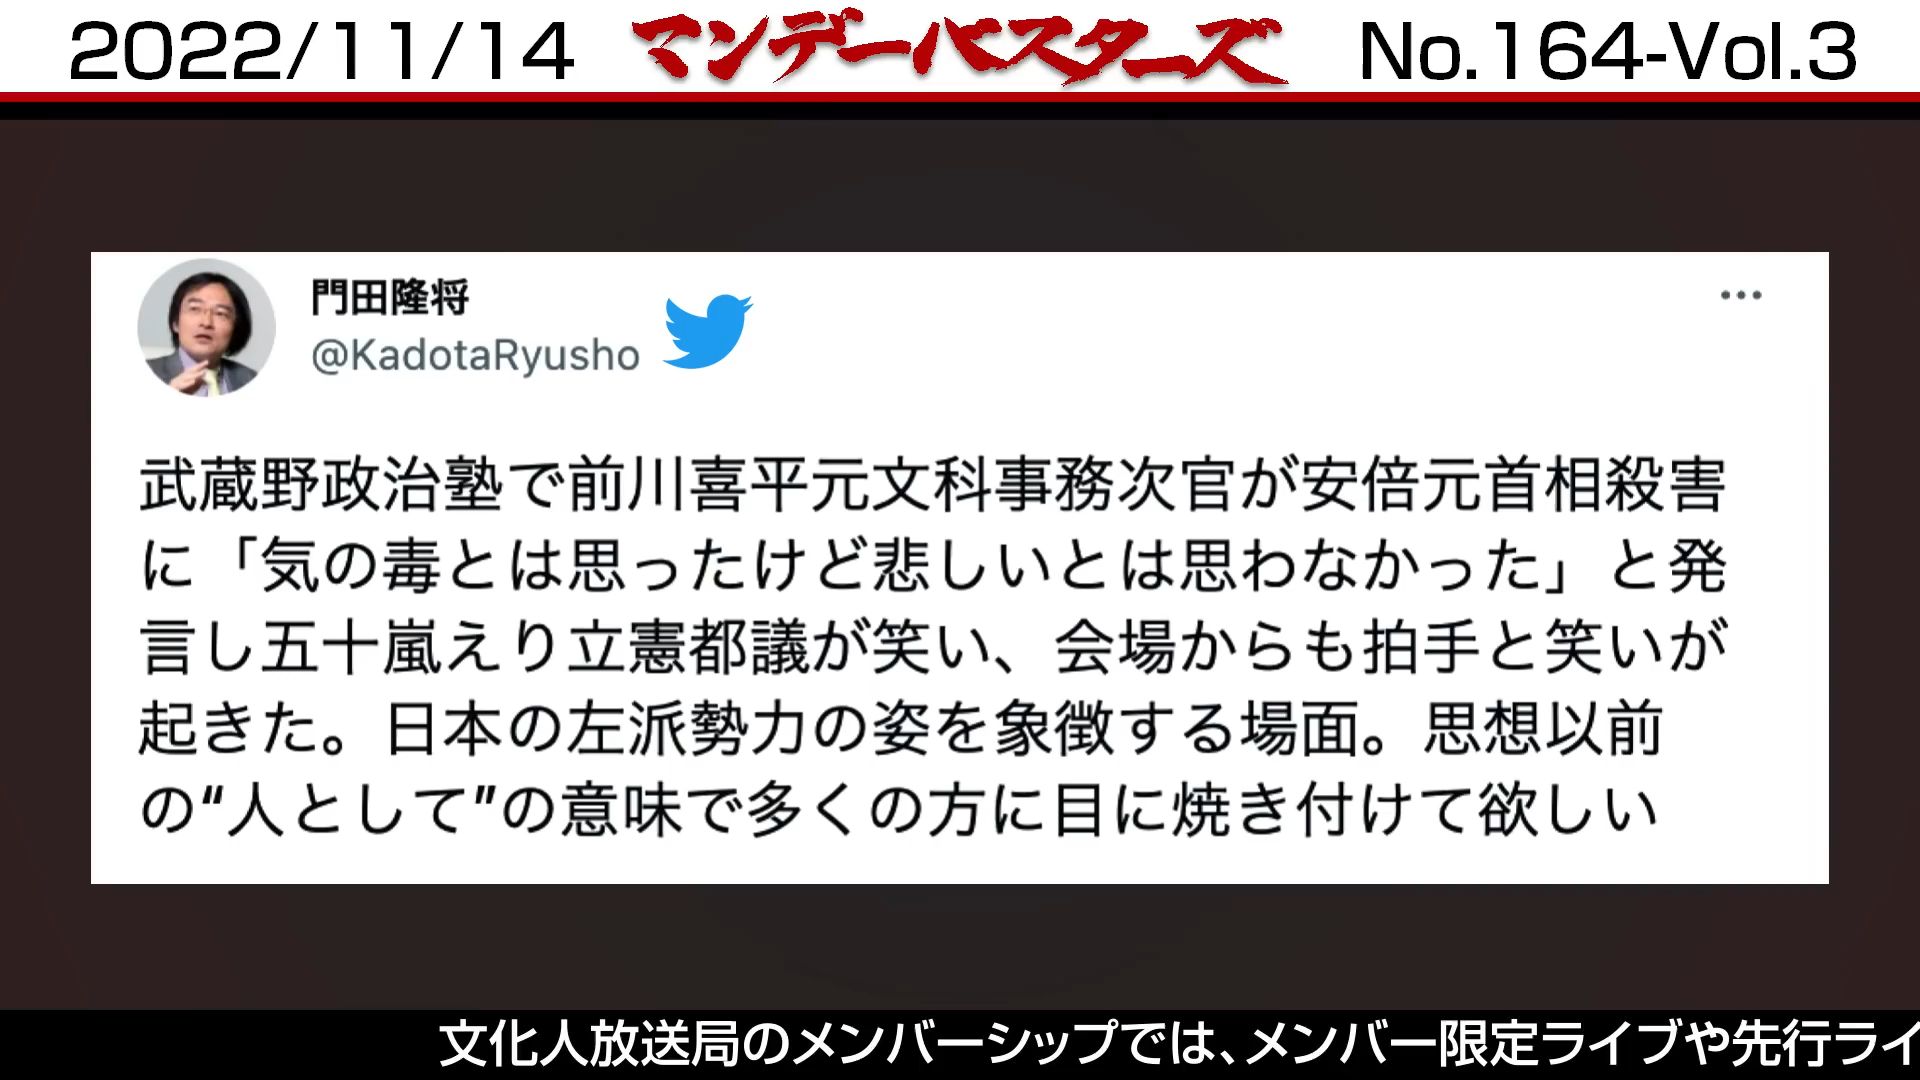 2022/11/14 マンデーバスターズ No.164-Vol.3
門田隆将
@KadotaRyusho
武蔵野政治塾で前川喜平元文科事務次官が安倍元首相殺害
に「気の毒とは思ったけど悲しいとは思わなかった」と発
言し五十嵐えり立憲都議が笑い、会場からも拍手と笑いが
起きた。日本の左派勢力の姿を象徴する場面。思想以前
の“人として”の意味で多くの方に目に焼き付けて欲しい
文化人放送局のメンバーシップでは、メンバー限定ライブや先行ライ